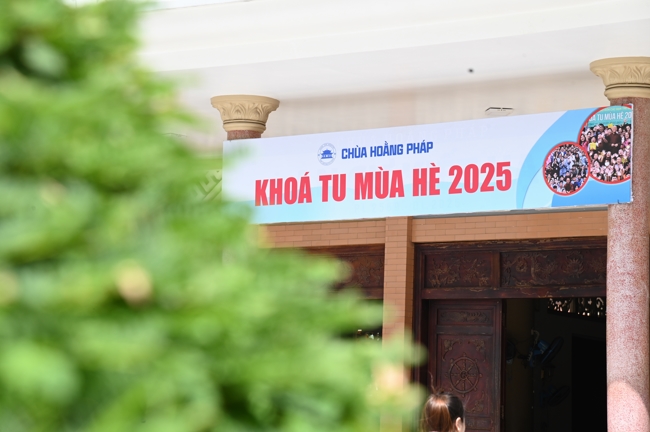 CHÙA HOẰNG PHÁP
KHOÁ TU MÙA HÈ 2025